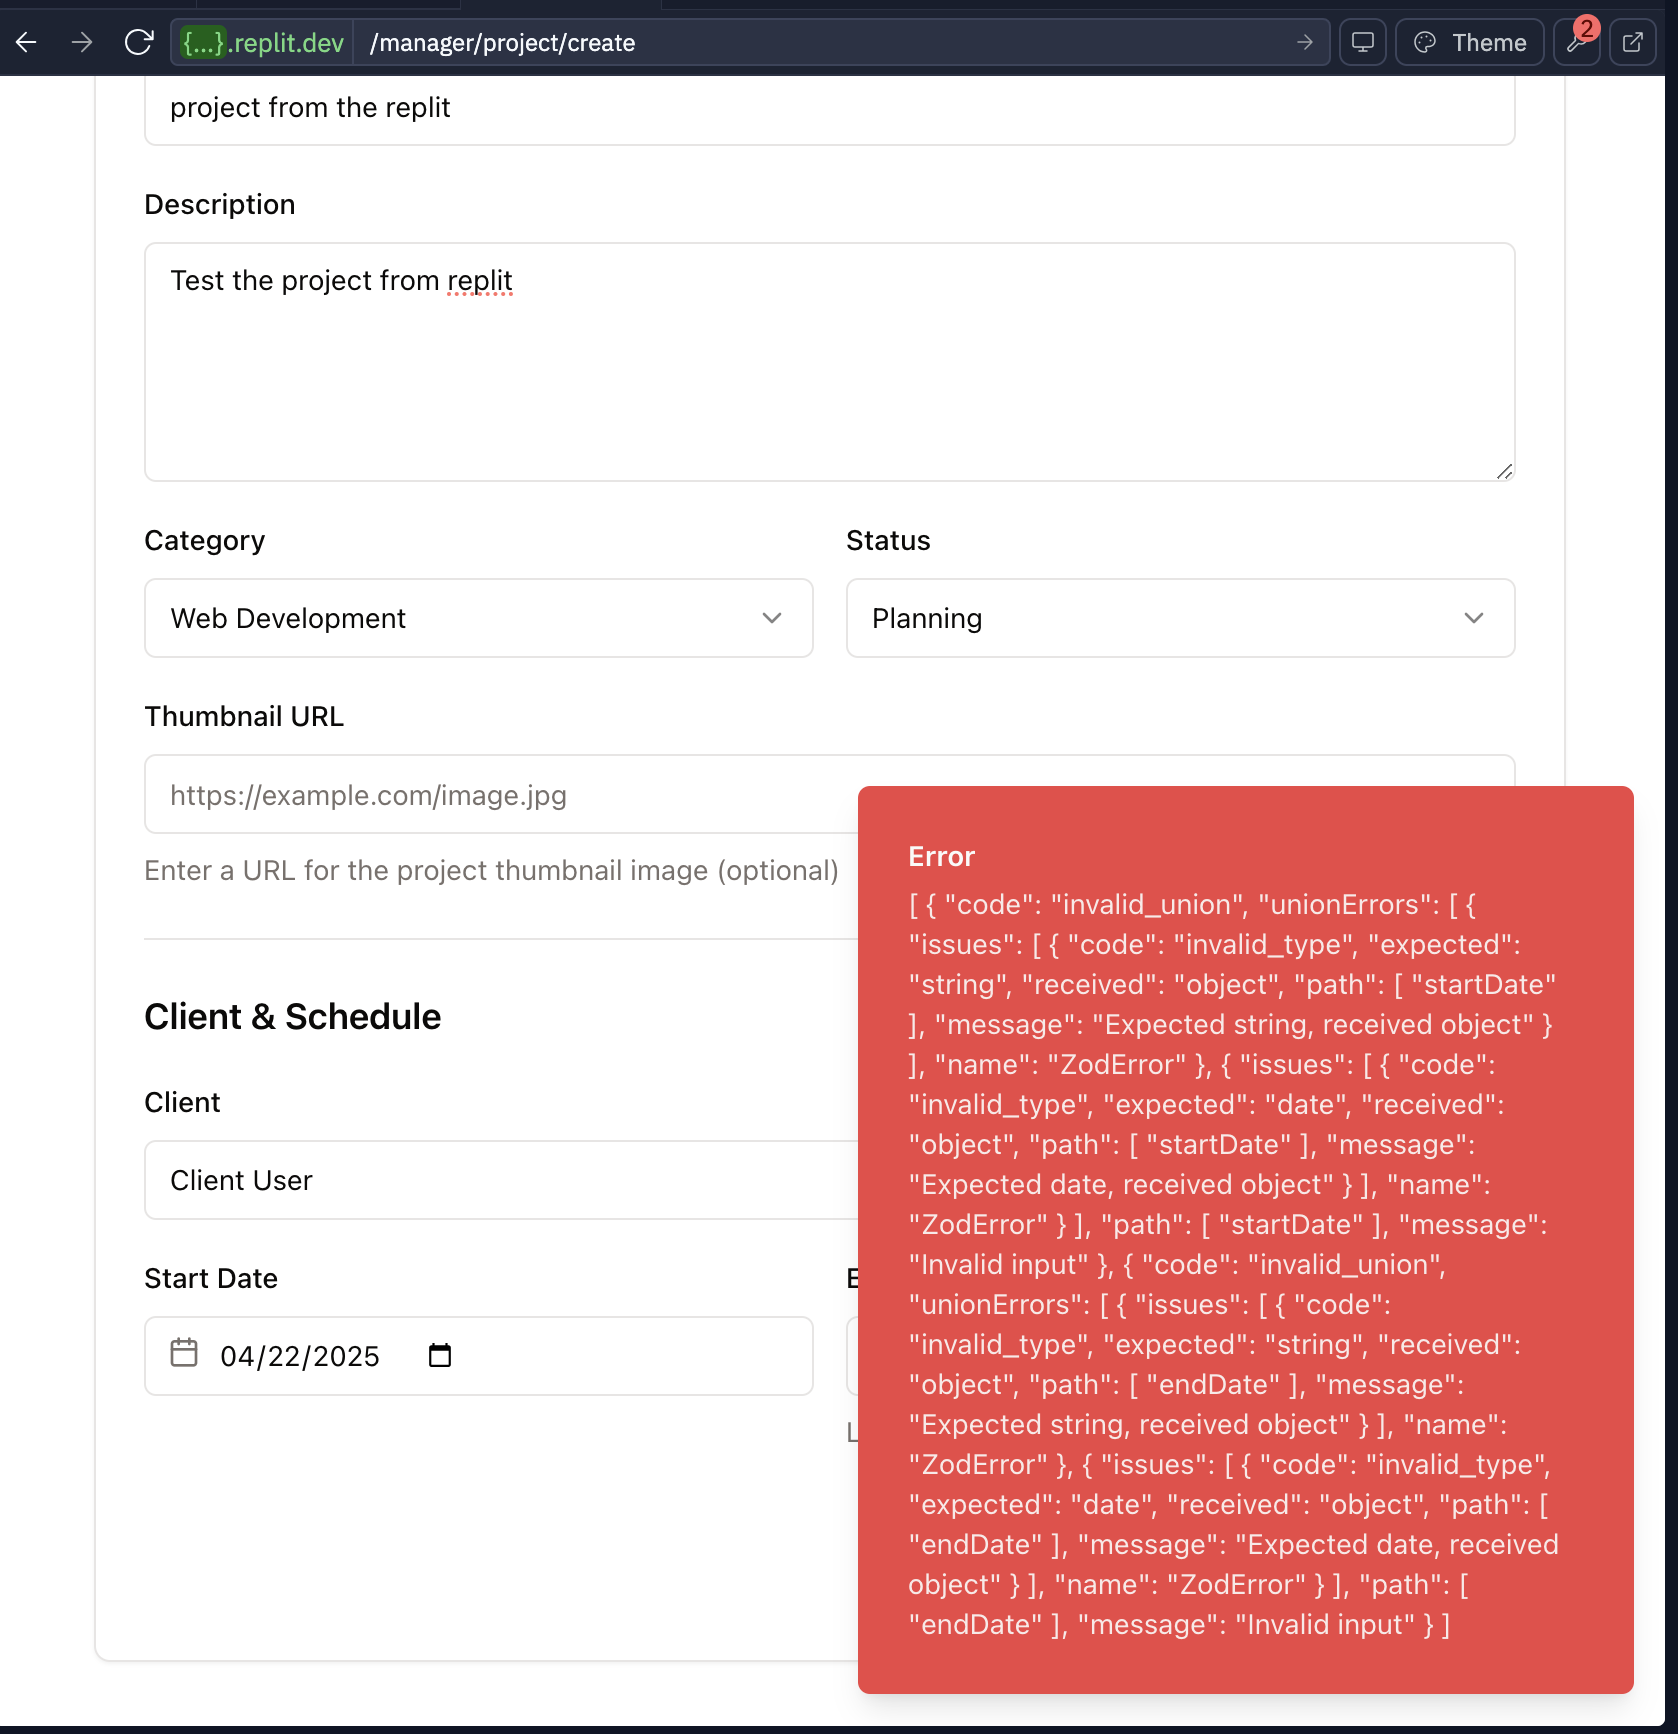 {...}.replit.dev /manager/project/create Theme 2
project from the replit
Description
Test the project from replit
Category Status
Web Development Planning
Thumbnail URL
https://example.com/image.jpg
Enter a URL for the project thumbnail image (optional)
Client & Schedule
Client
Client User
Start Date E
04/22/2025
L
Error
[ { "code": "invalid_union", "unionErrors": [ {
"issues": [ { "code": "invalid_type", "expected":
"string", "received": "object", "path": [ "startDate"
], "message": "Expected string, received object" }
], "name": "ZodError" }, { "issues": [ { "code":
"invalid_type", "expected": "date", "received":
"object", "path": [ "startDate" ], "message":
"Expected date, received object" } ], "name":
"ZodError" } ], "path": [ "startDate" ], "message":
"Invalid input" }, { "code": "invalid_union",
"unionErrors": [ { "issues": [ { "code":
"invalid_type", "expected": "string", "received":
"object", "path": [ "endDate" ], "message":
"Expected string, received object" } ], "name":
"ZodError" }, { "issues": [ { "code": "invalid_type",
"expected": "date", "received": "object", "path": [
"endDate" ], "message": "Expected date, received
object" } ], "name": "ZodError" } ], "path": [
"endDate" ], "message": "Invalid input" } ]